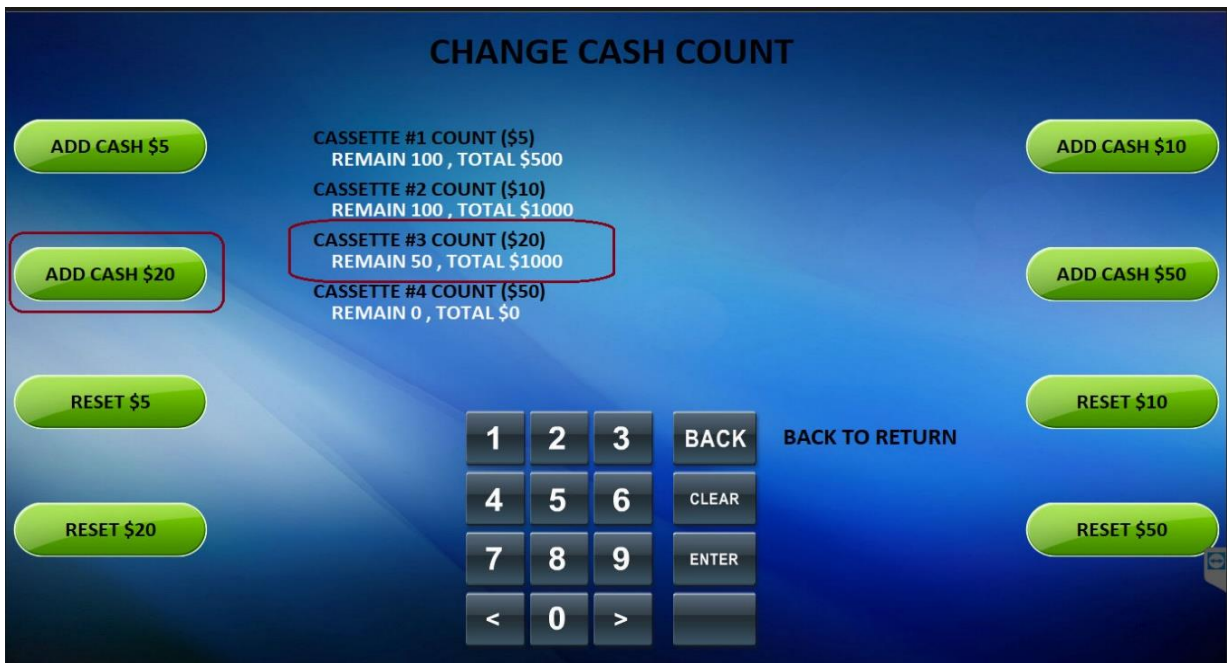 CHANGE CASH COUNT
ADD CASH $5
CASSETTE #1 COUNT ($5)
REMAIN 100 , TOTAL $500
ADD CASH $10
CASSETTE #2 COUNT ($10)
REMAIN 100 , TOTAL $1000
ADD CASH $20
CASSETTE #3 COUNT ($20)
REMAIN 50 , TOTAL $1000
ADD CASH $50
CASSETTE #4 COUNT ($50)
REMAIN 0 , TOTAL $0
RESET $5
RESET $10
1 2 3 BACK BACK TO RETURN
4 5 6 CLEAR
RESET $20
RESET $50
7 8 9 ENTER
< 0 >